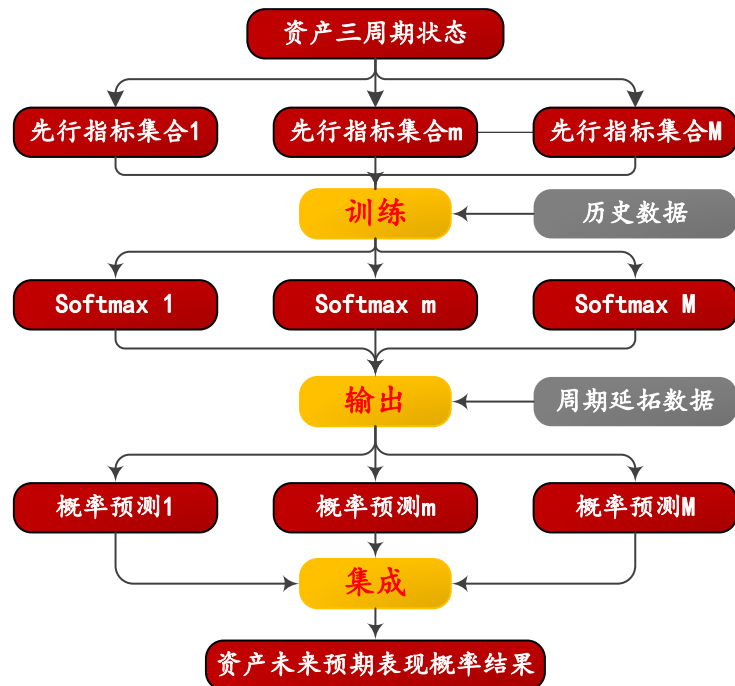 资产三周期状态
先行指标集合1
先行指标集合m
先行指标集合M
训练
历史数据
Softmax 1
Softmax m
Softmax M
输出
周期延拓数据
概率预测1
概率预测m
概率预测M
集成
资产未来预期表现概率结果